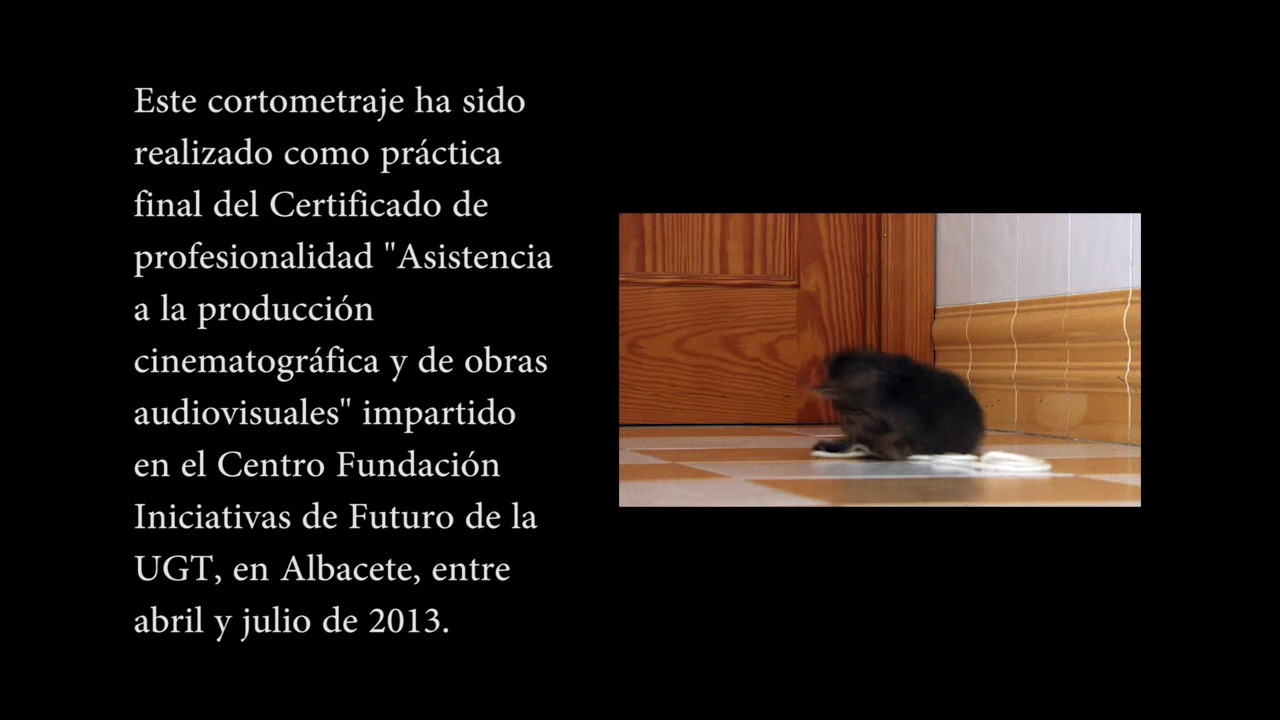 Este cortometraje ha sido
realizado como práctica
final del Certificado de
profesionalidad "Asistencia
a la producción
cinematográfica y de obras
audiovisuales" impartido
en el Centro Fundación
Iniciativas de Futuro de la
UGT, en Albacete, entre
abril y julio de 2013.